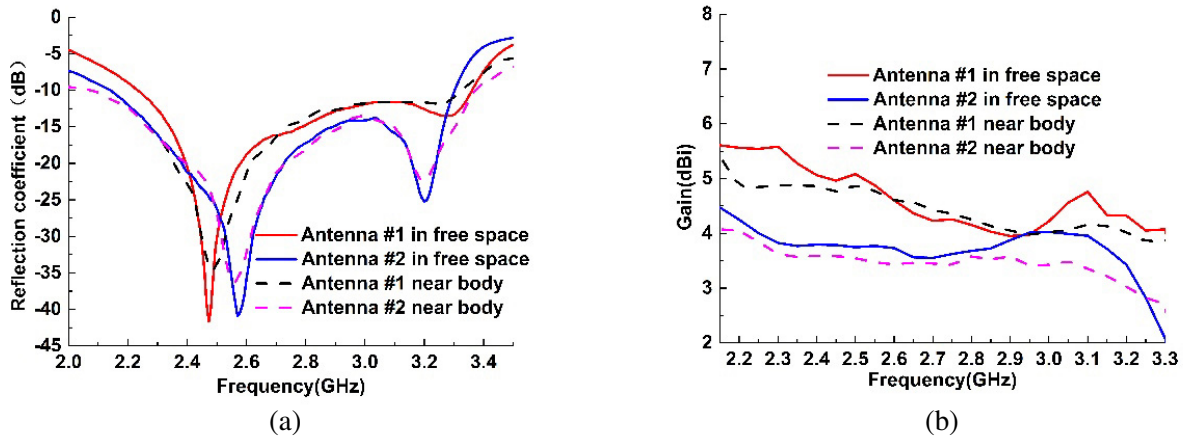 0
-5
-10
-15
-20
-25
-30
-35
-40
-45
Reflection coefficient（dB）
Antenna #1 in free space
Antenna #2 in free space
Antenna #1 near body
Antenna #2 near body
2.0 2.2 2.4 2.6 2.8 3.0 3.2 3.4
Frequency(GHz)
(a)
8
7
6
5
4
3
2
Gain(dBi)
Antenna #1 in free space
Antenna #2 in free space
Antenna #1 near body
Antenna #2 near body
2.2 2.3 2.4 2.5 2.6 2.7 2.8 2.9 3.0 3.1 3.2 3.3
Frequency(GHz)
(b)